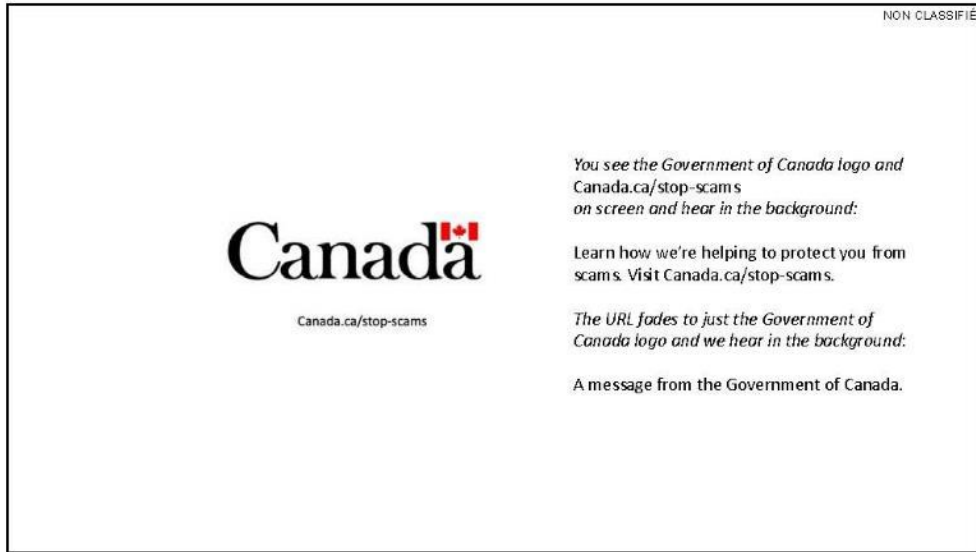 NON CLASSIFIÉ
Canada
Canada.ca/stop-scams
You see the Government of Canada logo and
Canada.ca/stop-scams
on screen and hear in the background:
Learn how we're helping to protect you from
scams. Visit Canada.ca/stop-scams.
The URL fades to just the Government of
Canada logo and we hear in the background:
A message from the Government of Canada.